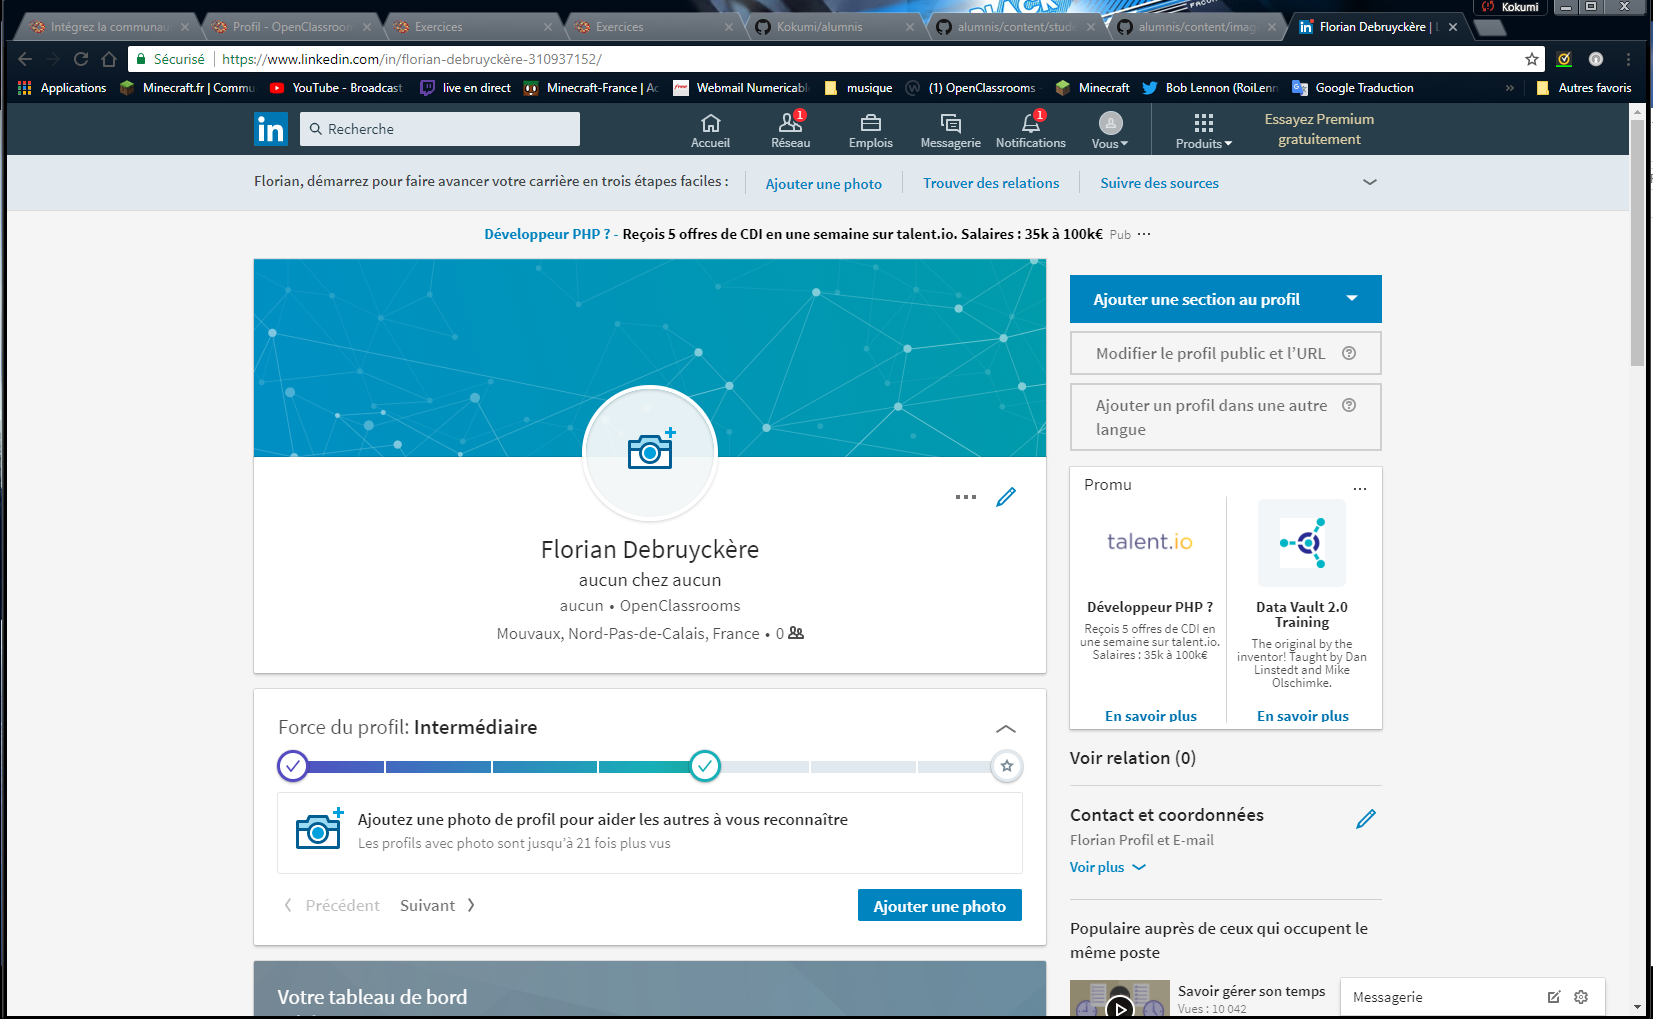 Kokumi
Intégrez la communau
Profil - OpenClassroom
Exercices
Exercices
Kokumi/alumnis
alumnis/content/stud
alumnis/content/imag
Florian Debruyckère | L
Sécurisé
https://www.linkedin.com/in/florian-debruyckère-310937152/
Applications
Minecraft.fr | Commu
YouTube - Broadcast
live en direct
Minecraft-France | Ac
Webmail Numericabl
musique
(1) OpenClassrooms
Minecraft
Bob Lennon (RoiLenn
Google Traduction
»
Autres favoris
in
Recherche
Accueil
1
Réseau
Emplois
Messagerie
1
Notifications
Vous
Produits
Essayez Premium
gratuitement
Florian, démarrez pour faire avancer votre carrière en trois étapes faciles :
Ajouter une photo
Trouver des relations
Suivre des sources
Développeur PHP ? - Reçois 5 offres de CDI en une semaine sur talent.io. Salaires : 35k à 100k€ Pub ···
Florian Debruyckère
aucun chez aucun
aucun • OpenClassrooms
Mouvaux, Nord-Pas-de-Calais, France • 0
Force du profil: Intermédiaire
Ajoutez une photo de profil pour aider les autres à vous reconnaître
Les profils avec photo sont jusqu'à 21 fois plus vus
Précédent
Suivant
Ajouter une photo
Votre tableau de bord
Ajouter une section au profil
Modifier le profil public et l'URL
Ajouter un profil dans une autre
langue
Promu
...
talent.io
Développeur PHP ?
Reçois 5 offres de CDI en
une semaine sur talent.io.
Salaires : 35k à 100k€
En savoir plus
Data Vault 2.0
Training
The original by the
inventor! Taught by Dan
Linstedt and Mike
Olschimke.
En savoir plus
Voir relation (0)
Contact et coordonnées
Florian Profil et E-mail
Voir plus
Populaire auprès de ceux qui occupent le
même poste
Savoir gérer son temps
Vues : 10 042
Messagerie